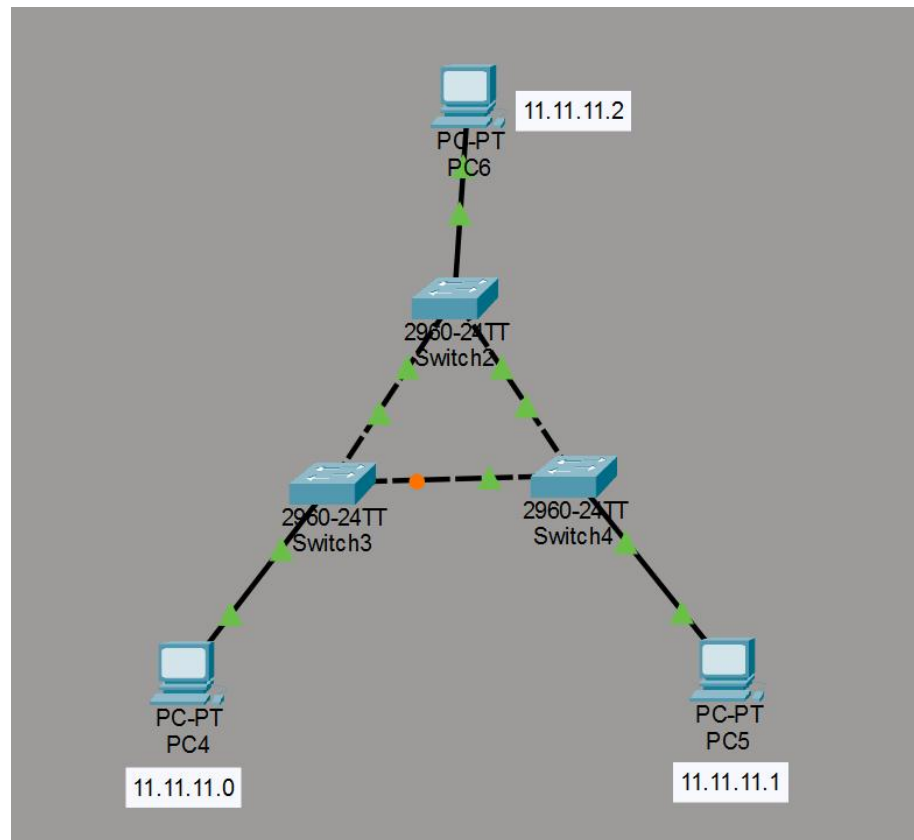 11.11.11.2
PC-PT
PC6
2960-24TT
Switch2
2960-24TT
Switch3
2960-24TT
Switch4
PC-PT
PC4
11.11.11.0
PC-PT
PC5
11.11.11.1